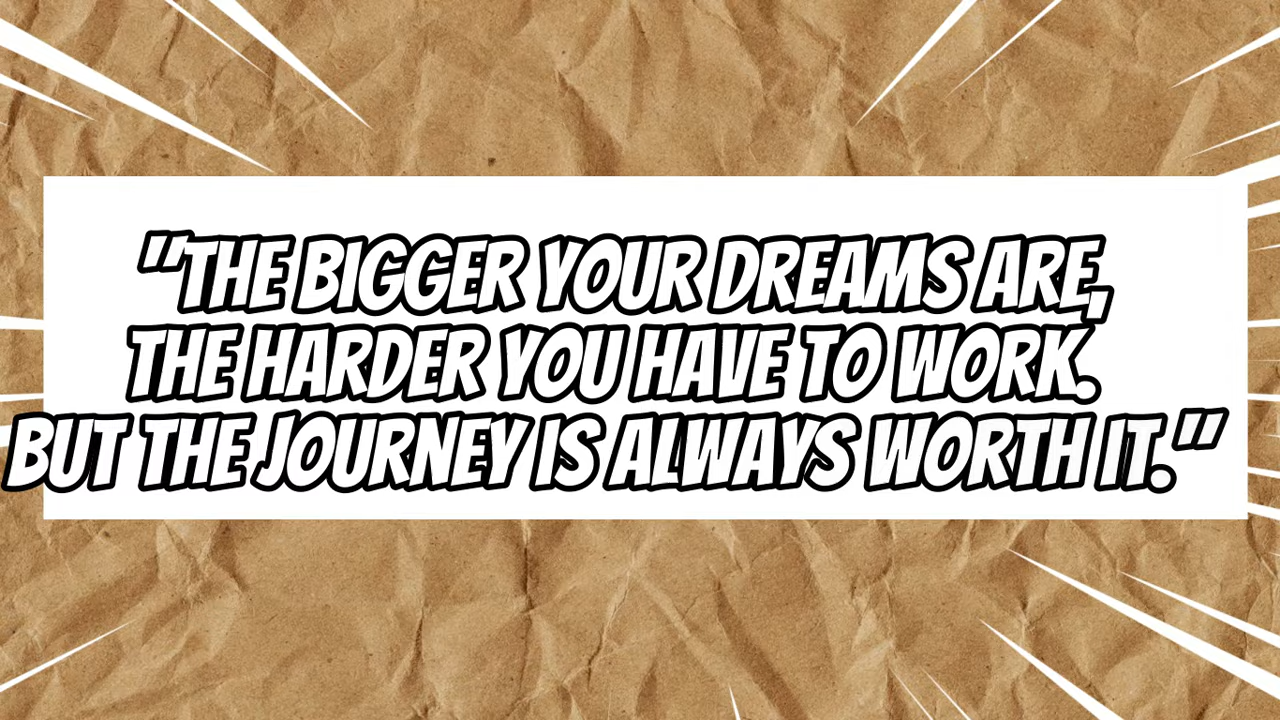 "THE BIGGER YOUR DREAMS ARE,
THE HARDER YOU HAVE TO WORK.
BUT THE JOURNEY IS ALWAYS WORTH IT."